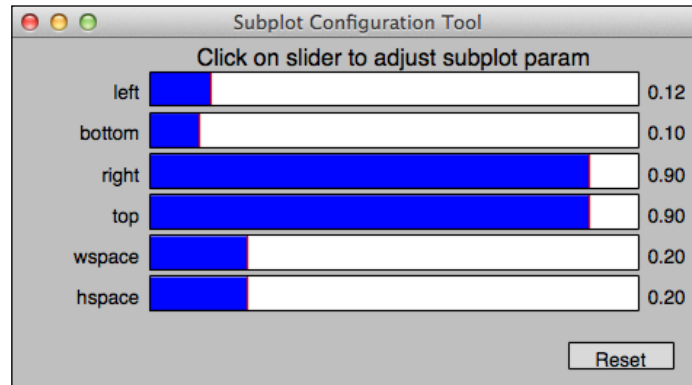 Subplot Configuration Tool
Click on slider to adjust subplot param
left 0.12
bottom 0.10
right 0.90
top 0.90
wspace 0.20
hspace 0.20
Reset